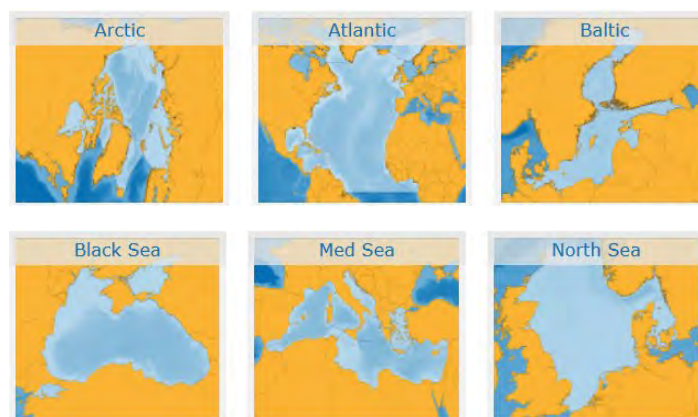 Arctic
Atlantic
Baltic
Black Sea
Med Sea
North Sea